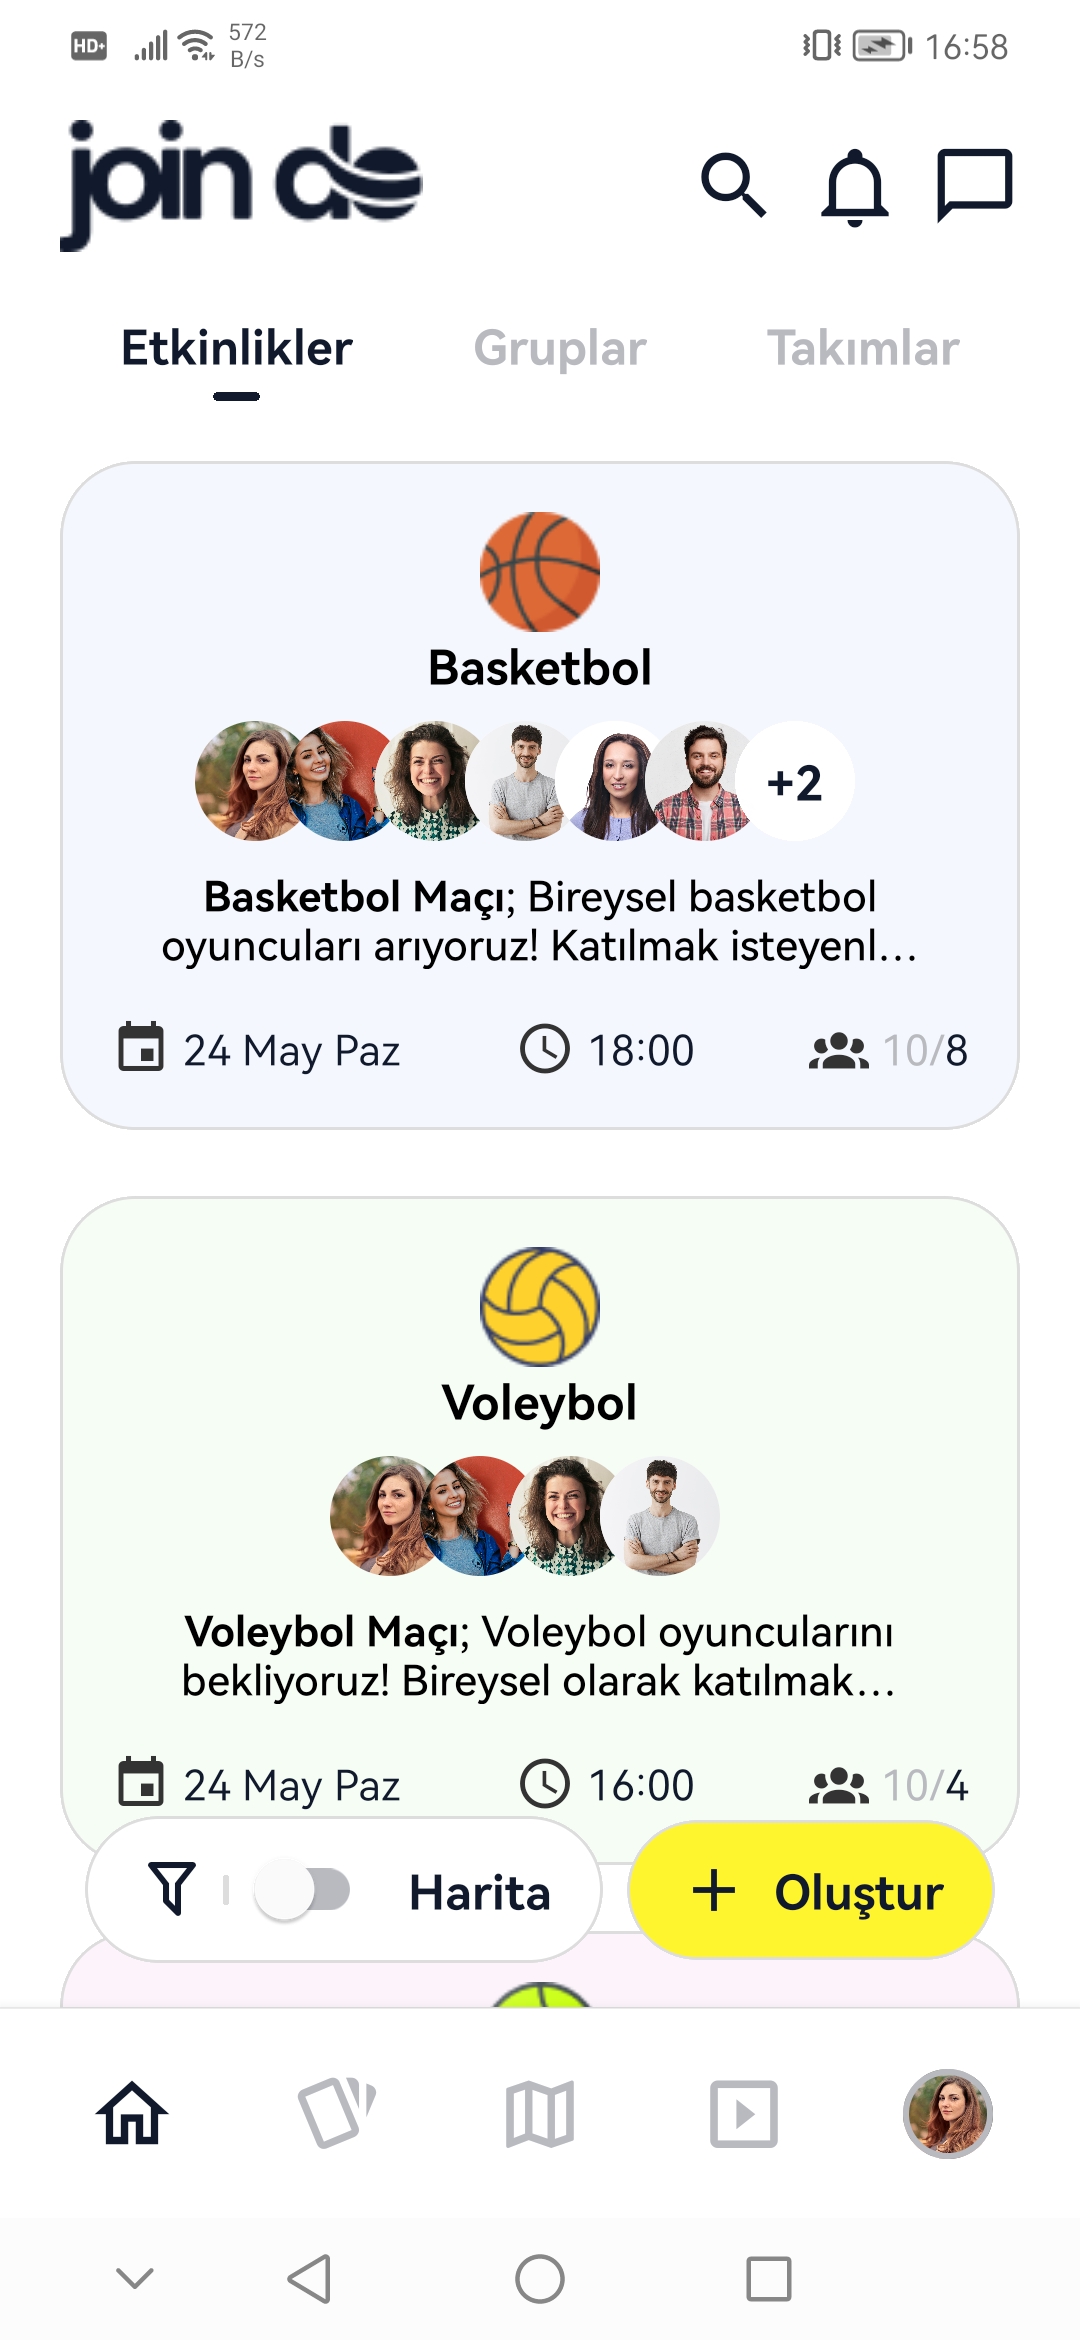 HD+ 572 B/s 16:58
join do
Etkinlikler Gruplar Takımlar
Basketbol
+2
Basketbol Maçı; Bireysel basketbol
oyuncuları arıyoruz! Katılmak isteyenl...
24 May Paz 18:00 10/8
Voleybol
Voleybol Maçı; Voleybol oyuncularını
bekliyoruz! Bireysel olarak katılmak...
24 May Paz 16:00 10/4
Harita + Oluştur